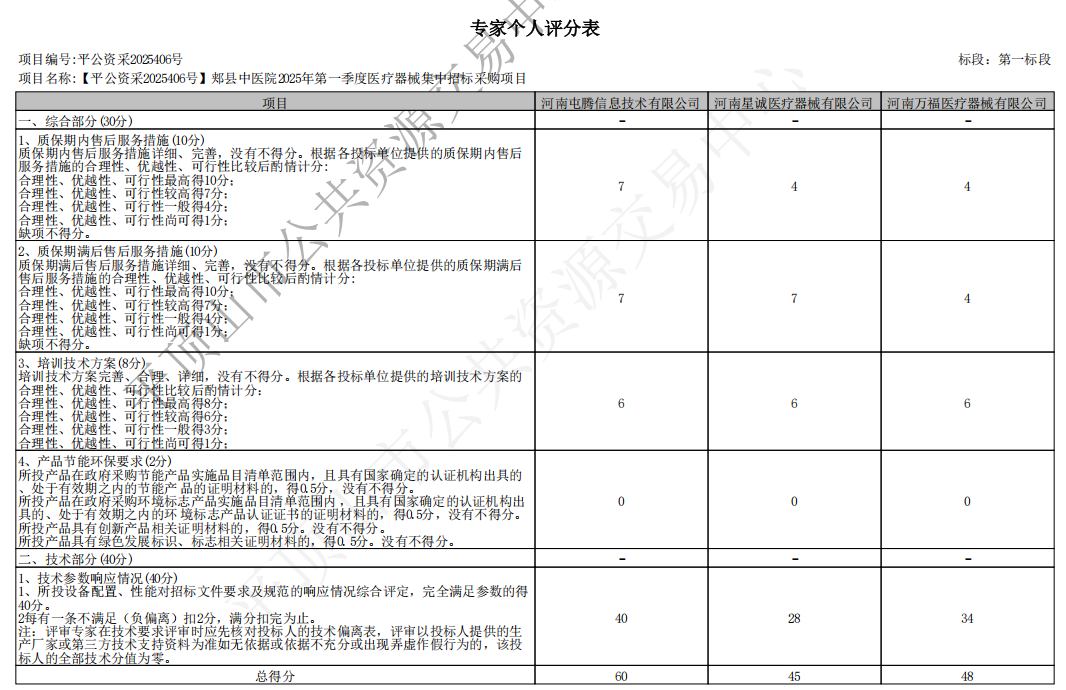 专家个人评分表
项目编号:平公资采2025406号
标段：第一标段
项目名称:【平公资采2025406号】郏县中医院2025年第一季度医疗器械集中招标采购项目
项目 河南屯腾信息技术有限公司 河南星诚医疗器械有限公司 河南万福医疗器械有限公司
一、综合部分(30分) - - -
1、质保期内售后服务措施(10分)
质保期内售后服务措施详细、完善，没有不得分。根据各投标单位提供的质保期内售后
服务措施的合理性、优越性、可行性比较后酌情计分:
合理性、优越性、可行性最高得10分;
合理性、优越性、可行性较高得7分;
合理性、优越性、可行性一般得4分;
合理性、优越性、可行性尚可得1分;
缺项不得分。
7 4 4
2、质保期满后售后服务措施(10分)
质保期满后售后服务措施详细、完善，没有不得分。根据各投标单位提供的质保期满后
售后服务措施的合理性、优越性、可行性比较后酌情计分:
合理性、优越性、可行性最高得10分;
合理性、优越性、可行性较高得7分;
合理性、优越性、可行性一般得4分;
合理性、优越性、可行性尚可得1分;
缺项不得分。
7 7 4
3、培训技术方案(8分)
培训技术方案完善、合理、详细，没有不得分。根据各投标单位提供的培训技术方案的
合理性、优越性、可行性比较后酌情计分:
合理性、优越性、可行性最高得8分;
合理性、优越性、可行性较高得6分;
合理性、优越性、可行性一般得3分;
合理性、优越性、可行性尚可得1分;
6 6 6
4、产品节能环保要求(2分)
所投产品在政府采购节能产品实施品目清单范围内，且具有国家确定的认证机构出具的
、处于有效期之内的节能产 品的证明材料的，得0.5分，没有不得分。
所投产品在政府采购环境标志产品实施品目清单范围内 ，且具有国家确定的认证机构出
具的、处于有效期之内的环 境标志产品认证证书的证明材料的，得0.5分，没有不得分。
所投产品具有创新产品相关证明材料的，得0.5分。没有不得分。
所投产品具有绿色发展标识、标志相关证明材料的，得0.5分。没有不得分。
0 0 0
二、技术部分(40分) - - -
1、技术参数响应情况(40分)
1、所投设备配置、性能对招标文件要求及规范的响应情况综合评定，完全满足参数的得
40分。
2每有一条不满足（负偏离）扣2分，满分扣完为止。
注：评审专家在技术要求评审时应先核对投标人的技术偏离表，评审以投标人提供的生
产厂家或第三方技术支持资料为准如无依据或依据不充分或出现弄虚作假行为的，该投
标人的全部技术分值为零。
40 28 34
总得分 60 45 48
平顶山市公共资源交易中心
平顶山市公共资源交易中心